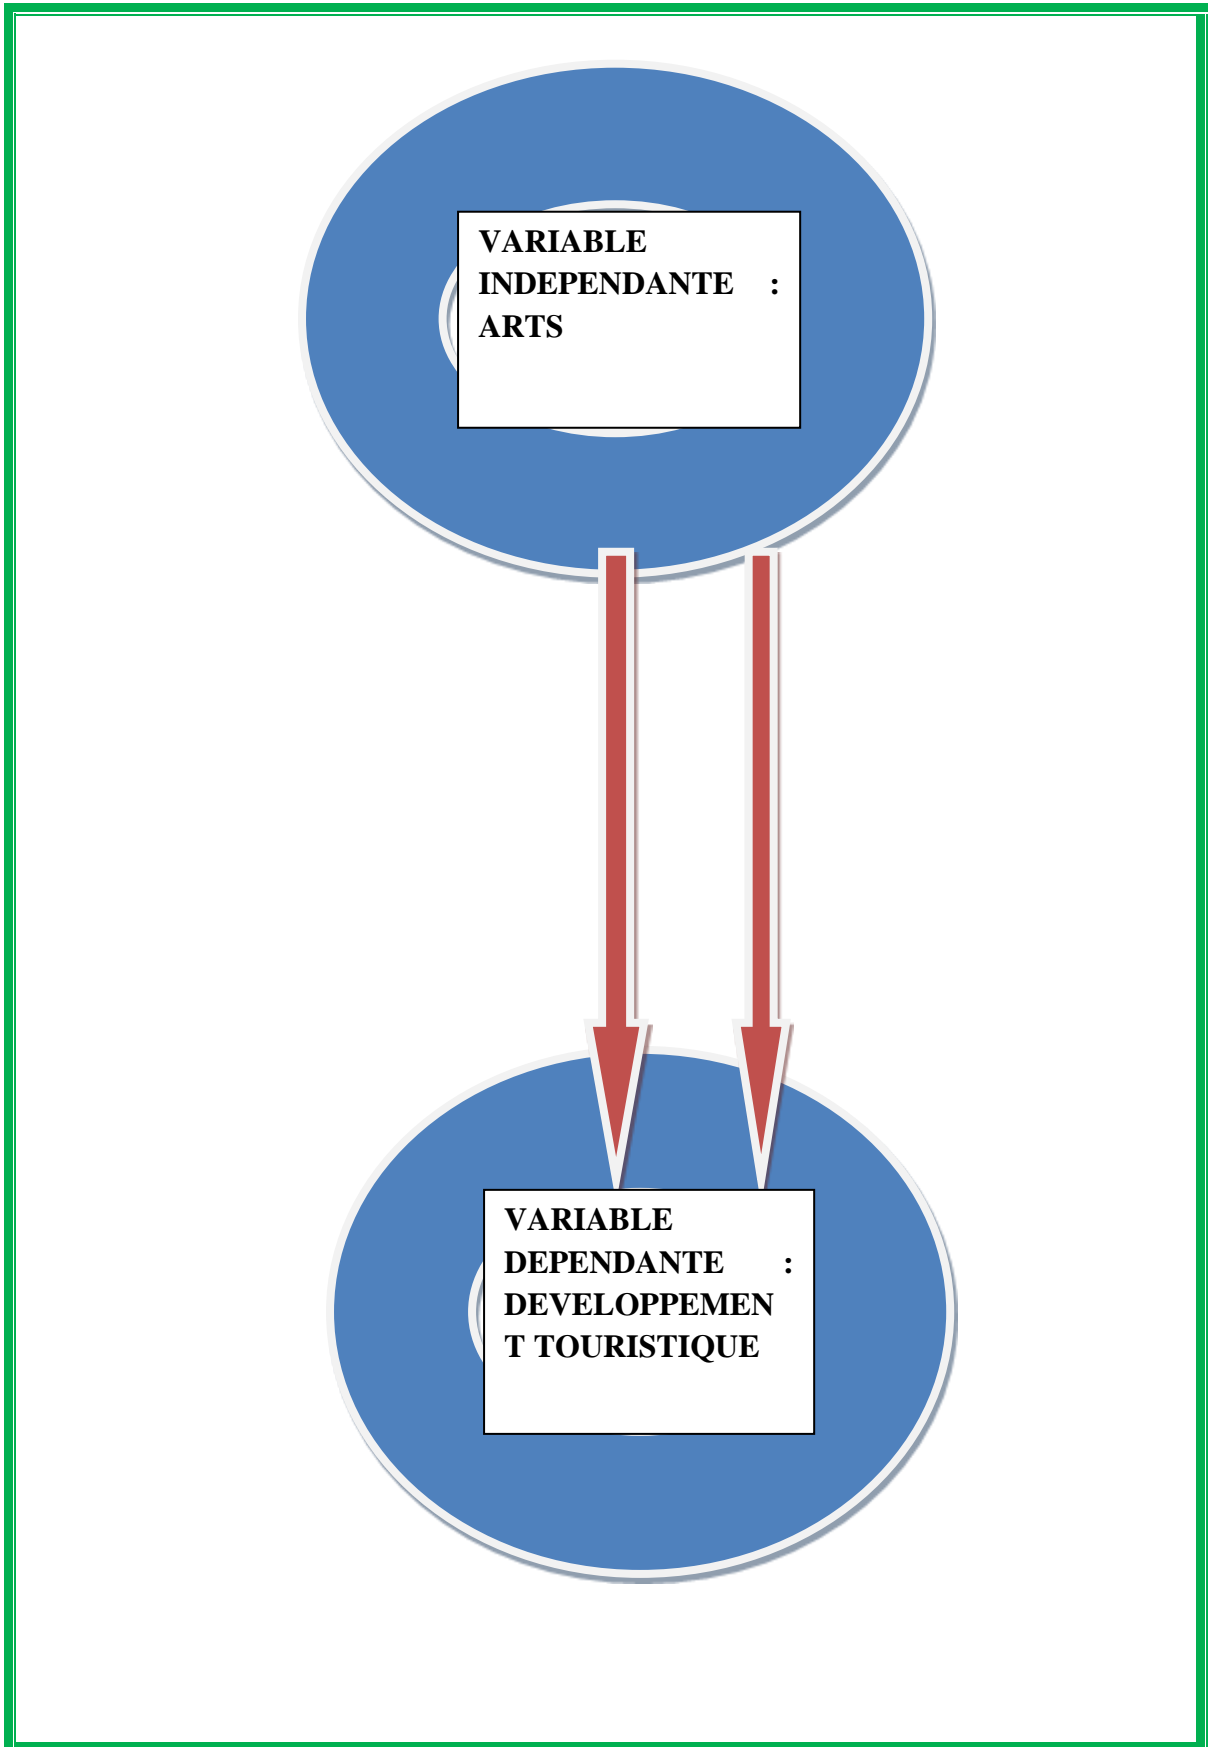 VARIABLE
INDEPENDANTE :
ARTS
VARIABLE
DEPENDANTE :
DEVELOPPEMEN
T TOURISTIQUE